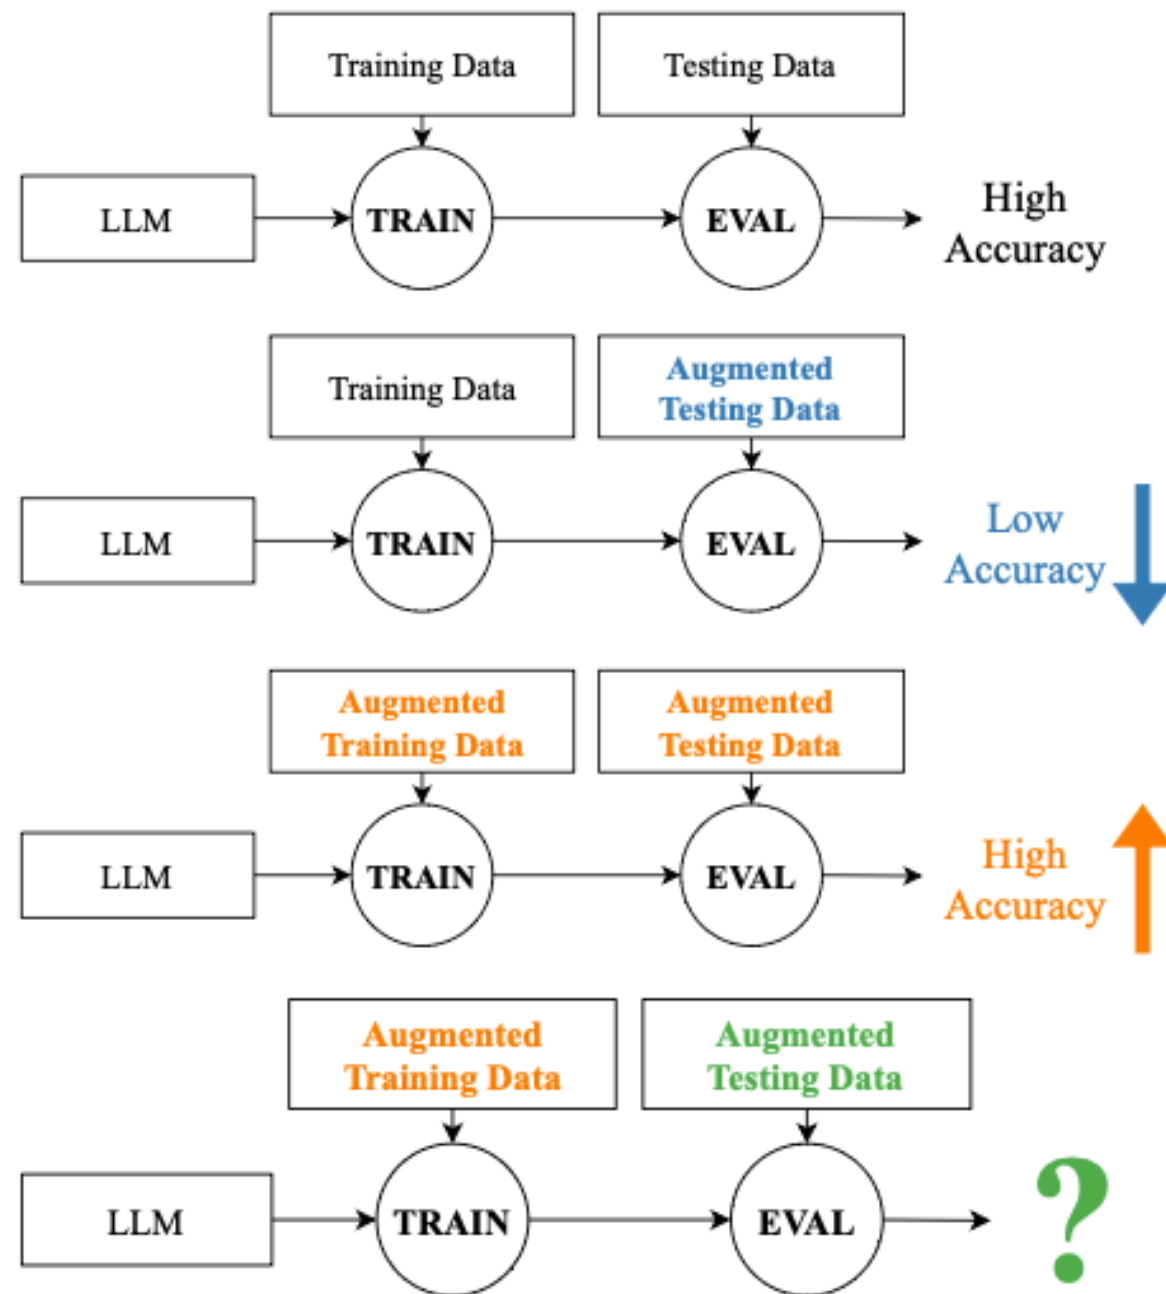 Training Data
Testing Data
LLM
TRAIN
EVAL
High
Accuracy
Training Data
Augmented
Testing Data
LLM
TRAIN
EVAL
Low
Accuracy
Augmented
Training Data
Augmented
Testing Data
LLM
TRAIN
EVAL
High
Accuracy
Augmented
Training Data
Augmented
Testing Data
LLM
TRAIN
EVAL
?